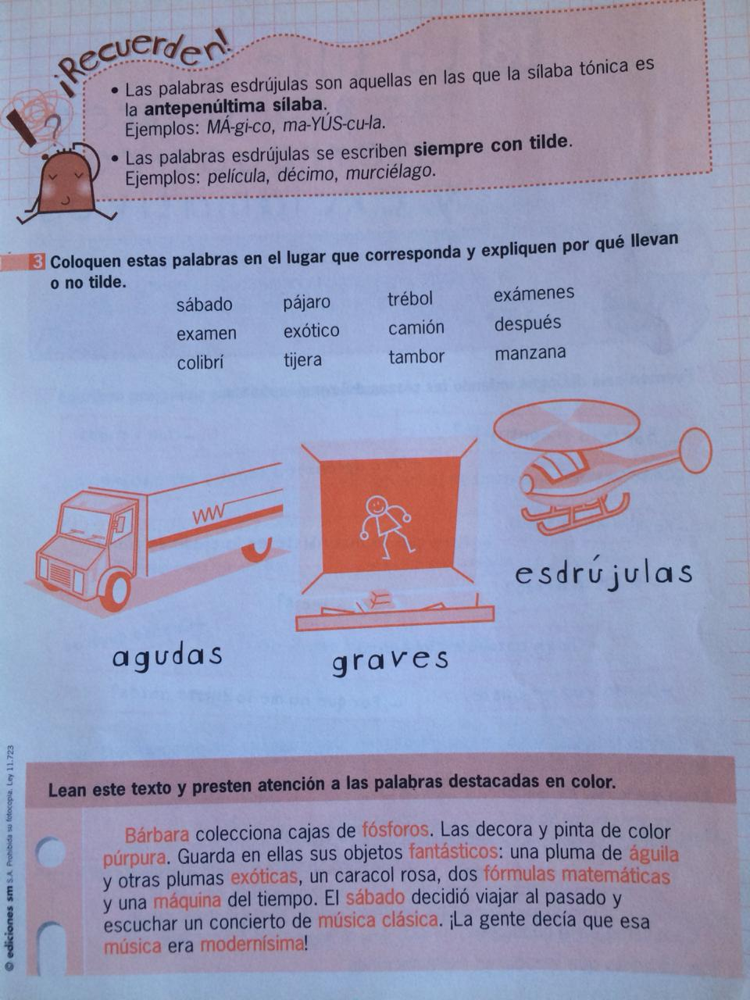 ¡Recuerden!
• Las palabras esdrújulas son aquellas en las que la sílaba tónica es
la antepenúltima sílaba.
Ejemplos: MÁ-gi-co, ma-YÚS-cu-la.
• Las palabras esdrújulas se escriben siempre con tilde.
Ejemplos: película, décimo, murciélago.
3 Coloquen estas palabras en el lugar que corresponda y expliquen por qué llevan
o no tilde.
sábado pájaro trébol exámenes
examen exótico camión después
colibrí tijera tambor manzana
esdrújulas
agudas graves
Lean este texto y presten atención a las palabras destacadas en color.
Bárbara colecciona cajas de fósforos. Las decora y pinta de color
púrpura. Guarda en ellas sus objetos fantásticos: una pluma de águila
y otras plumas exóticas, un caracol rosa, dos fórmulas matemáticas
y una máquina del tiempo. El sábado decidió viajar al pasado y
escuchar un concierto de música clásica. ¡La gente decía que esa
música era modernísima!
© ediciones sm S.A. Prohibida su fotocopia. Ley 11.723